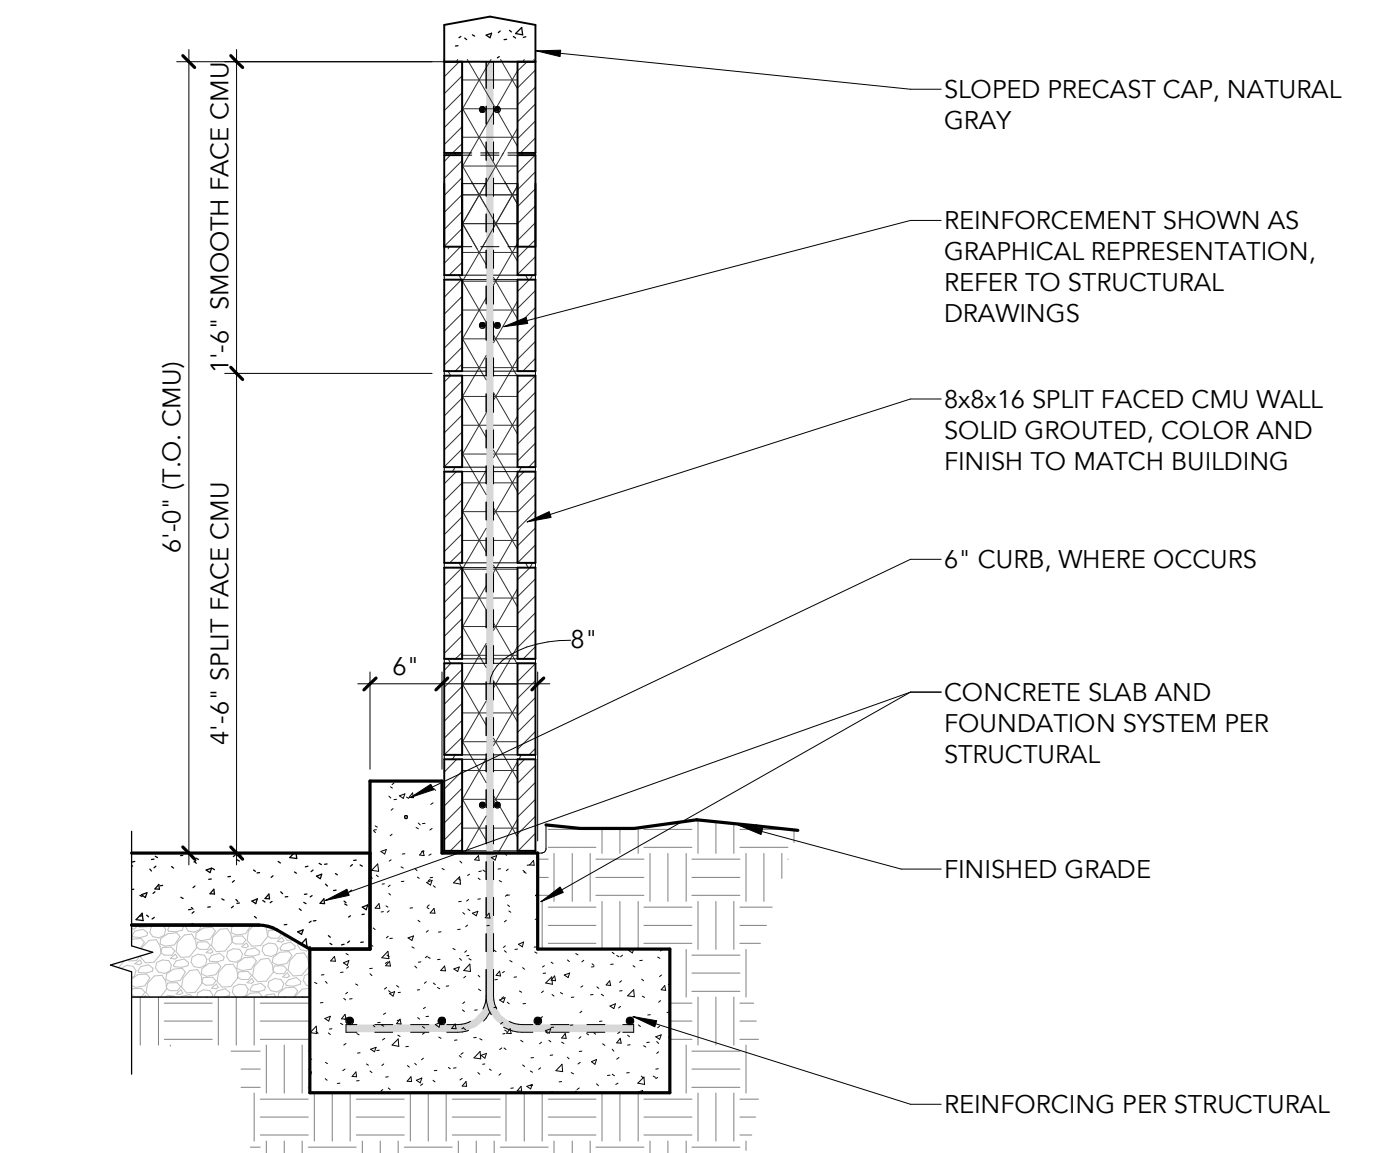 SLOPED PRECAST CAP, NATURAL
GRAY
REINFORCEMENT SHOWN AS
GRAPHICAL REPRESENTATION,
REFER TO STRUCTURAL
DRAWINGS
8x8x16 SPLIT FACED CMU WALL
SOLID GROUTED, COLOR AND
FINISH TO MATCH BUILDING
6" CURB, WHERE OCCURS
CONCRETE SLAB AND
FOUNDATION SYSTEM PER
STRUCTURAL
FINISHED GRADE
REINFORCING PER STRUCTURAL
6'-0" (T.O. CMU)
1'-6" SMOOTH FACE CMU
4'-6" SPLIT FACE CMU
6"
8"